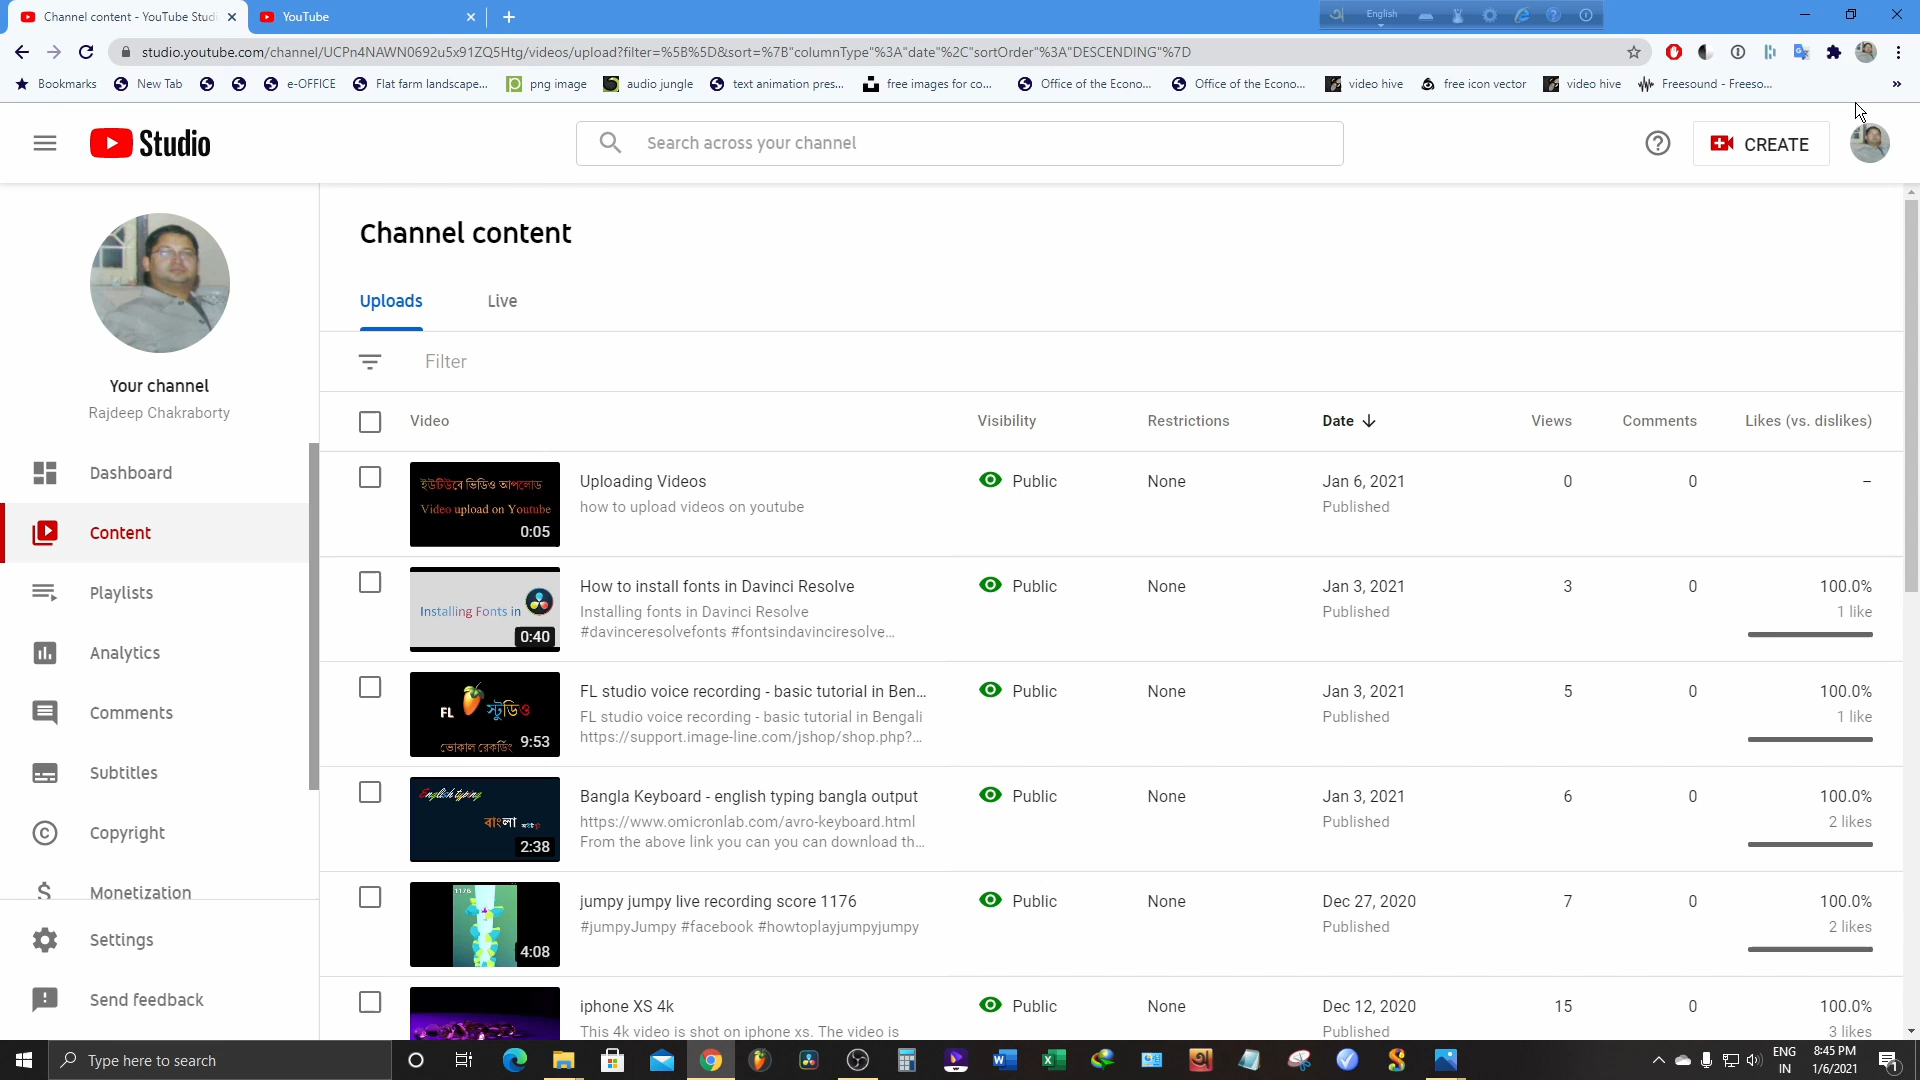 Channel content - YouTube Studi
YouTube
English
studio.youtube.com/channel/UCPn4NAWN0692u5x91ZQ5Htg/videos/upload?filter=%5B%5D&sort=%7B"columnType"%3A"date"%2C"sortOrder"%3A"DESCENDING"%7D
Bookmarks New Tab e-OFFICE Flat farm landscape... png image audio jungle text animation pres... free images for co... Office of the Econo... Office of the Econo... video hive free icon vector video hive Freesound - Freeso... »
Studio
Search across your channel
CREATE
Your channel
Rajdeep Chakraborty
Dashboard
Content
Playlists
Analytics
Comments
Subtitles
Copyright
Monetization
Settings
Send feedback
Channel content
Uploads Live
Filter
Video Visibility Restrictions Date Views Comments Likes (vs. dislikes)
ইউটিউবে ভিডিও আপলোড
Video upload on Youtube
0:05
Uploading Videos Public None Jan 6, 2021 0 0 –
how to upload videos on youtube Published
Installing Fonts in
0:40
How to install fonts in Davinci Resolve Public None Jan 3, 2021 3 0 100.0%
Installing fonts in Davinci Resolve Published 1 like
#davinceresolvefonts #fontsindavinciresolve...
FL স্টুডিও
ভোকাল রেকর্ডিং 9:53
FL studio voice recording - basic tutorial in Ben... Public None Jan 3, 2021 5 0 100.0%
FL studio voice recording - basic tutorial in Bengali Published 1 like
https://support.image-line.com/jshop/shop.php?...
English typing
বাংলা
2:38
Bangla Keyboard - english typing bangla output Public None Jan 3, 2021 6 0 100.0%
https://www.omicronlab.com/avro-keyboard.html Published 2 likes
From the above link you can you can download th...
1176
4:08
jumpy jumpy live recording score 1176 Public None Dec 27, 2020 7 0 100.0%
#jumpyJumpy #facebook #howtoplayjumpyjumpy Published 2 likes
iphone XS 4k Public None Dec 12, 2020 15 0 100.0%
This 4k video is shot on iphone xs. The video is Published 3 likes
Type here to search
ENG
IN
8:45 PM
1/6/2021
1